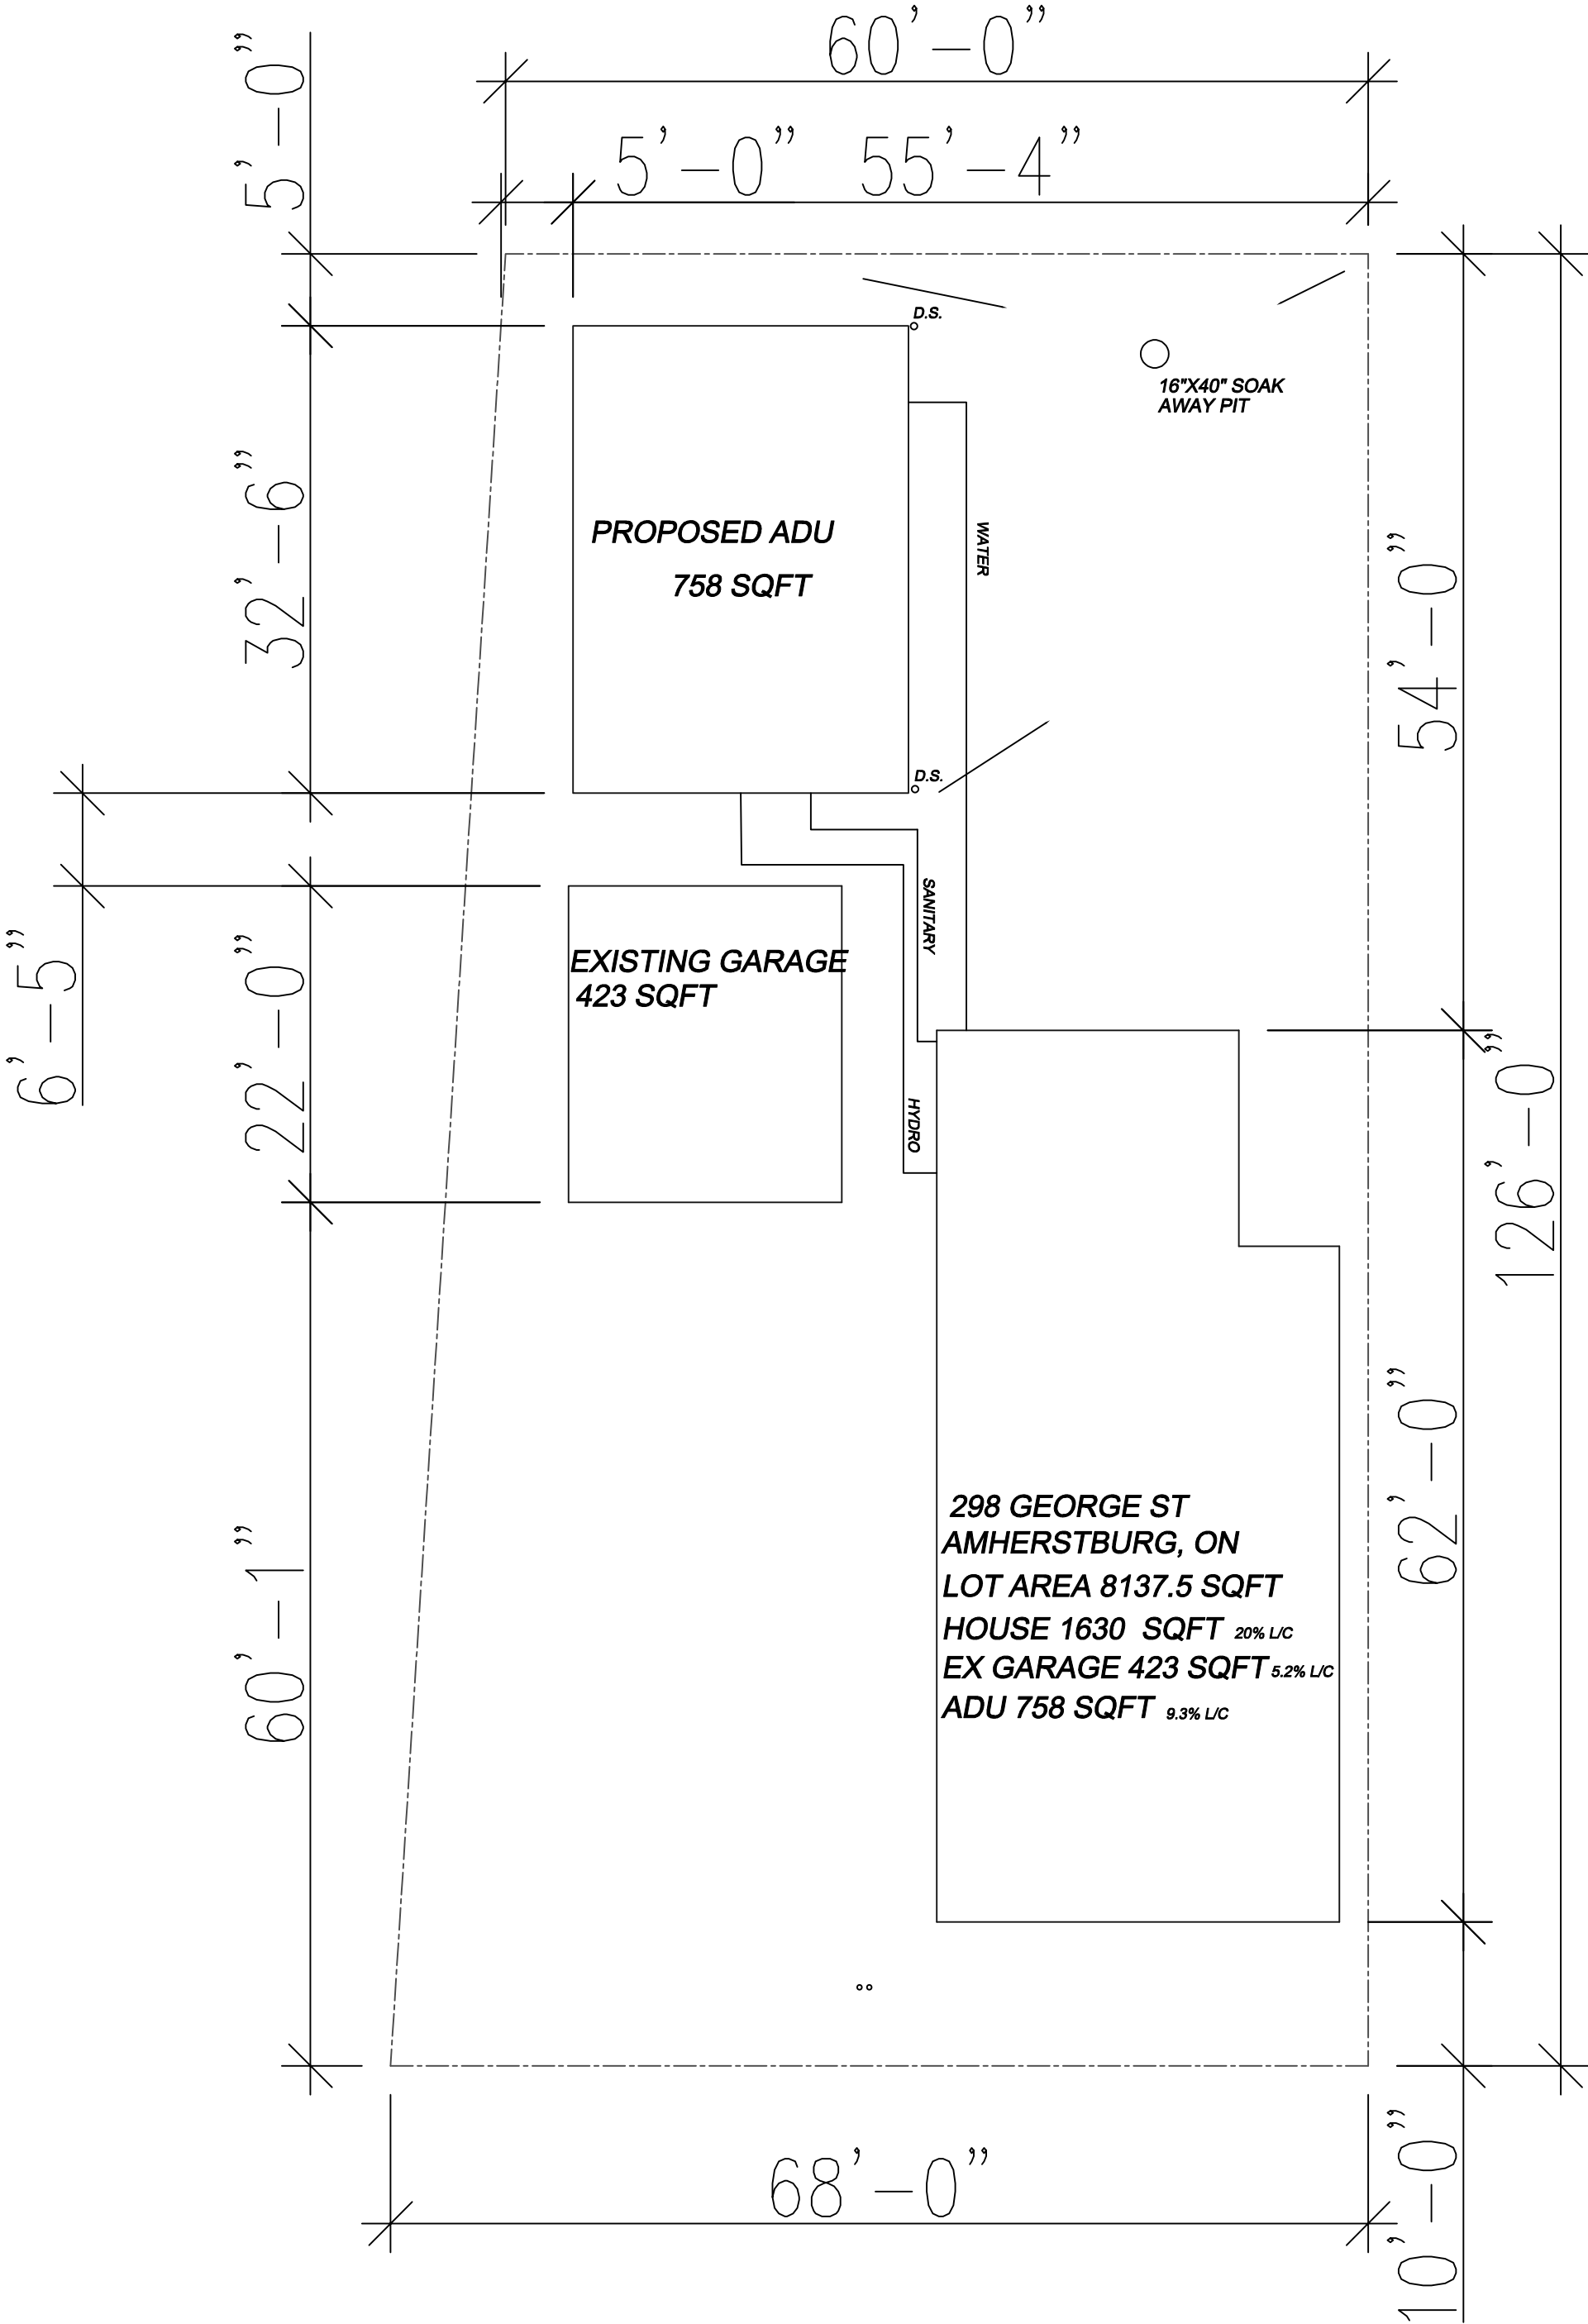 60'-0"
5'-0" 55'-4"
5'-0"
D.S.
16"X40" SOAK
AWAY PIT
32'-6"
PROPOSED ADU
758 SQFT
WATER
54'-0"
D.S.
6'-5"
22'-0"
EXISTING GARAGE
423 SQFT
SANITARY
HYDRO
126'-0"
60'-1"
62'-0"
298 GEORGE ST
AMHERSTBURG, ON
LOT AREA 8137.5 SQFT
HOUSE 1630 SQFT 20% L/C
EX GARAGE 423 SQFT 5.2% L/C
ADU 758 SQFT 9.3% L/C
68'-0"
10'-0"